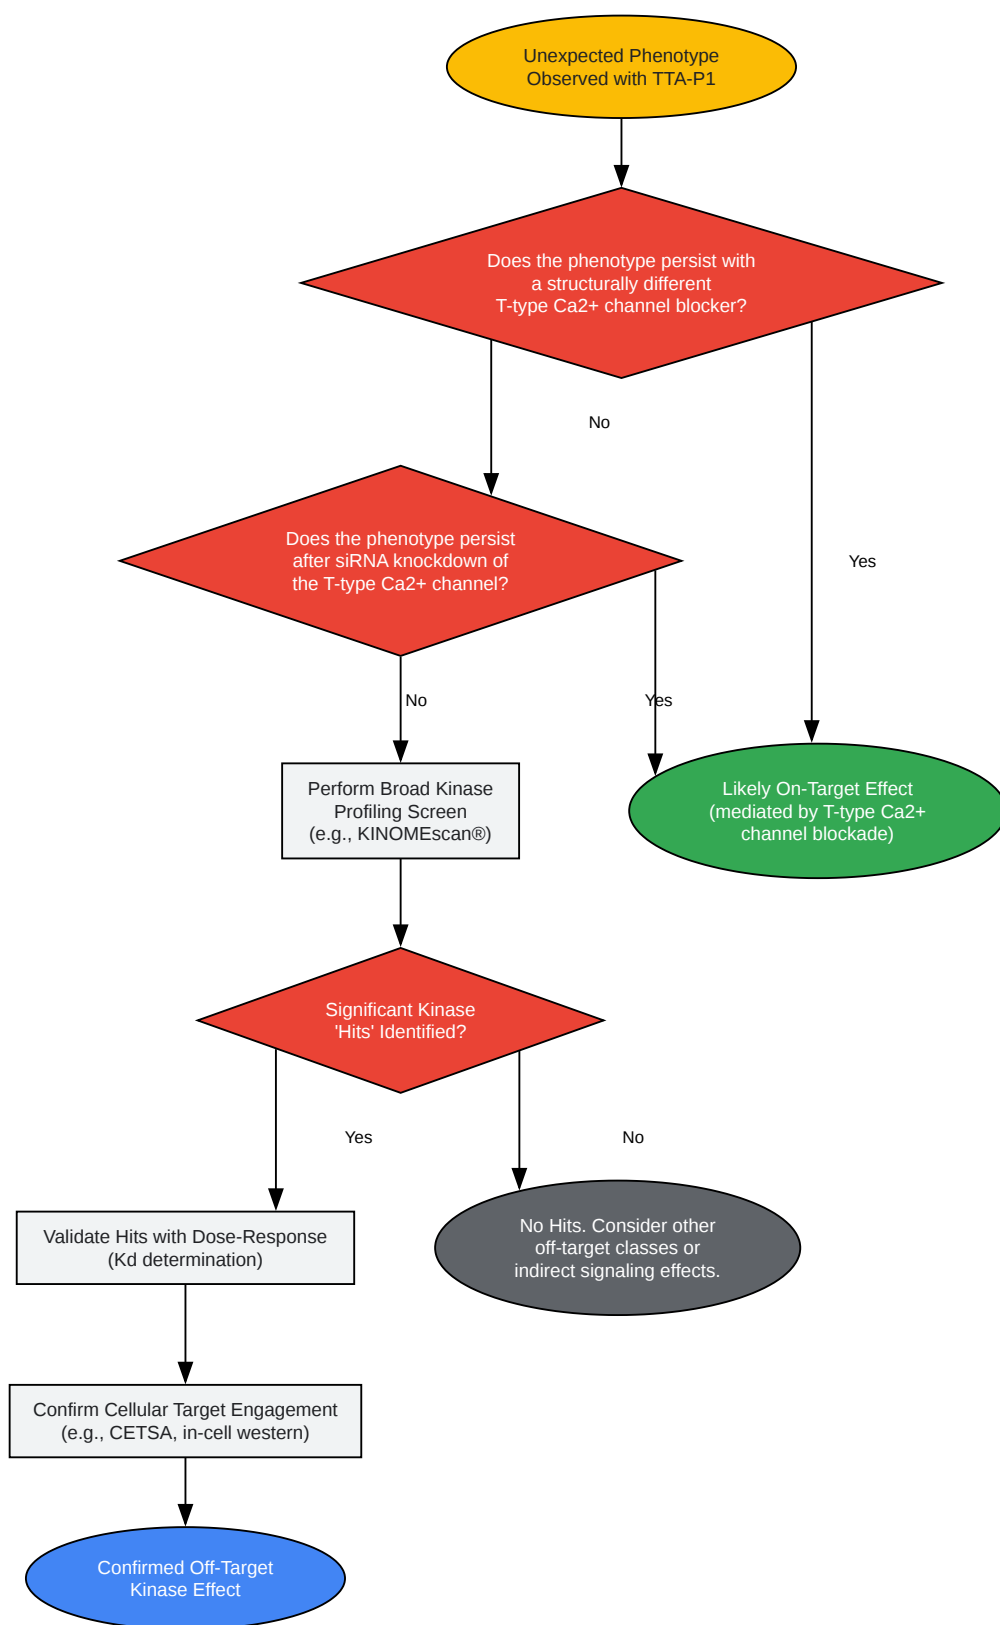 Unexpected Phenotype
Observed with TTA-P1
Does the phenotype persist with
a structurally different
T-type Ca2+ channel blocker?
No
Does the phenotype persist
after siRNA knockdown of
the T-type Ca2+ channel?
Yes
No
Yes
Perform Broad Kinase
Profiling Screen
(e.g., KINOMEscan®)
Likely On-Target Effect
(mediated by T-type Ca2+
channel blockade)
Significant Kinase
'Hits' Identified?
Yes
No
Validate Hits with Dose-Response
(Kd determination)
No Hits. Consider other
off-target classes or
indirect signaling effects.
Confirm Cellular Target Engagement
(e.g., CETSA, in-cell western)
Confirmed Off-Target
Kinase Effect